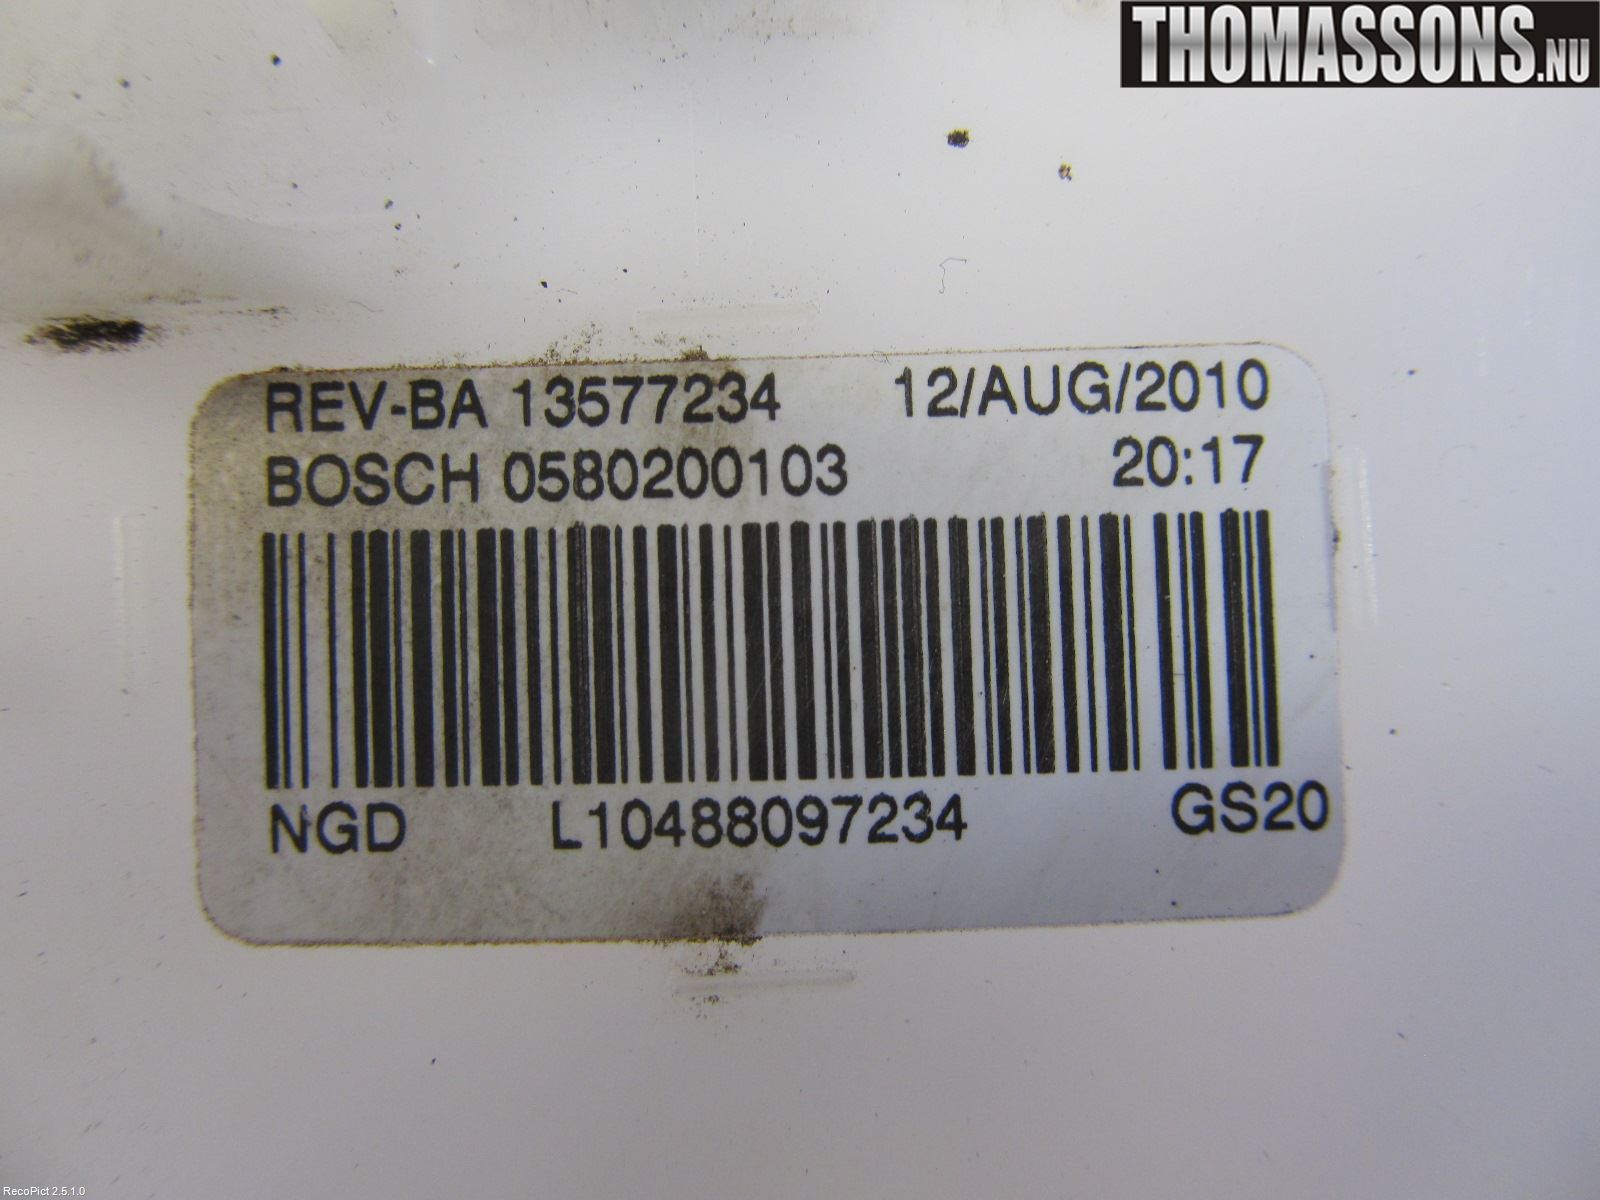 THOMASSONS.NU
REV-BA 13577234 12/AUG/2010
BOSCH 0580200103 20:17
NGD L10488097234 GS20
RecoPict 2.5.1.0